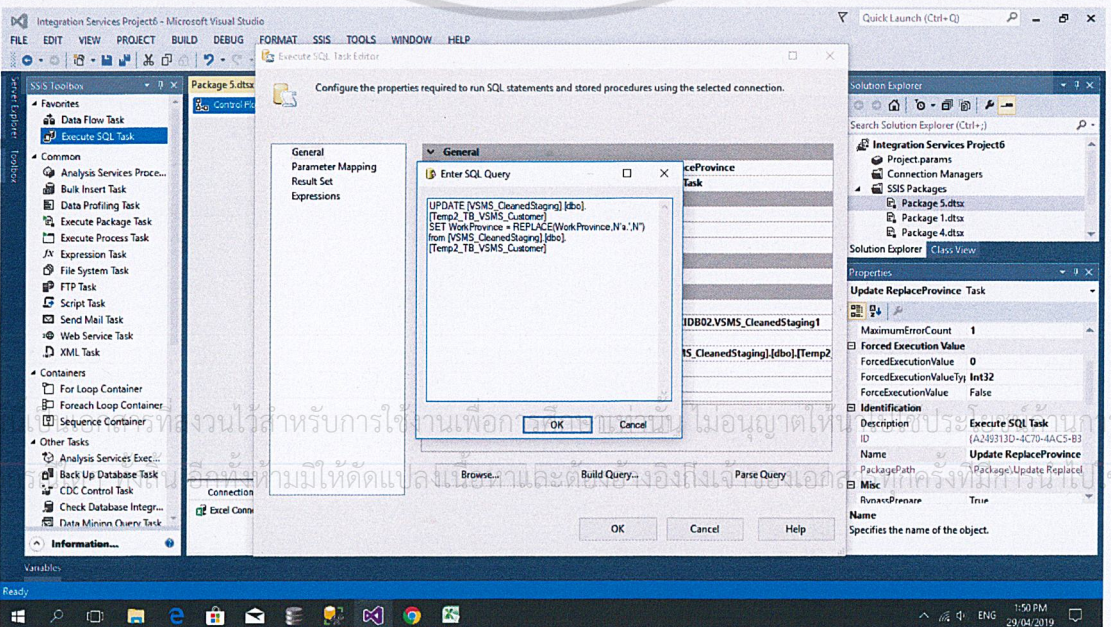 Integration Services Project6 - Microsoft Visual Studio
Quick Launch (Ctrl+Q)
FILE EDIT VIEW PROJECT BUILD DEBUG FORMAT SSIS TOOLS WINDOW HELP
Server Explorer
Toolbox
SSIS Toolbox
Favorites
Data Flow Task
Execute SQL Task
Common
Analysis Services Proce...
Bulk Insert Task
Data Profiling Task
Execute Package Task
Execute Process Task
Expression Task
File System Task
FTP Task
Script Task
Send Mail Task
Web Service Task
XML Task
Containers
For Loop Container
Foreach Loop Container
Sequence Container
Other Tasks
Analysis Services Exec...
Back Up Database Task
CDC Control Task
Check Database Integr...
Data Mining Query Task
Information...
Package 5.dtsx
Control Flo
Connection
Excel Conn
Execute SQL Task Editor
Configure the properties required to run SQL statements and stored procedures using the selected connection.
General
Parameter Mapping
Result Set
Expressions
General
ceProvince
Task
IDB02.VSMS_CleanedStaging1
S_CleanedStaging].[dbo].[Temp2_
Enter SQL Query
UPDATE [VSMS_CleanedStaging].[dbo].
[Temp2_TB_VSMS_Customer]
SET WorkProvince = REPLACE(WorkProvince,N'a.',N'')
from [VSMS_CleanedStaging].[dbo].
[Temp2_TB_VSMS_Customer]
OK Cancel
Browse... Build Query... Parse Query
OK Cancel Help
Solution Explorer
Search Solution Explorer (Ctrl+;)
Integration Services Project6
Project.params
Connection Managers
SSIS Packages
Package 5.dtsx
Package 1.dtsx
Package 4.dtsx
Solution Explorer Class View
Properties
Update ReplaceProvince Task
MaximumErrorCount 1
Forced Execution Value
ForcedExecutionValue 0
ForcedExecutionValueTyp Int32
ForceExecutionValue False
Identification
Description Execute SQL Task
ID {A249313D-4C70-4AC5-B3
Name Update ReplaceProvince
PackagePath \Package\Update Replacel
Misc
BypassPrepare True
Name
Specifies the name of the object.
Variables
Ready
ENG
1:50 PM
29/04/2019